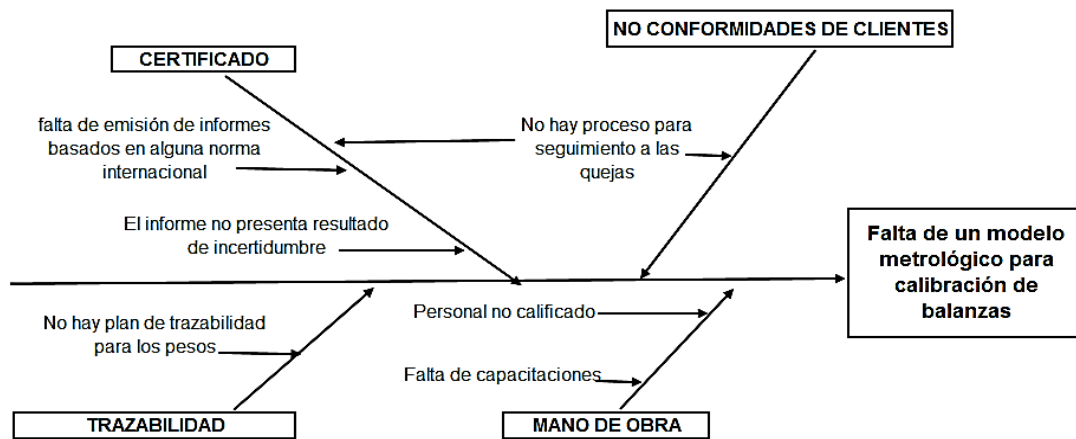 NO CONFORMIDADES DE CLIENTES
CERTIFICADO
falta de emisión de informes
basados en alguna norma
internacional
No hay proceso para
seguimiento a las
quejas
El informe no presenta resultado
de incertidumbre
Falta de un modelo
metrológico para
calibración de
balanzas
No hay plan de trazabilidad
para los pesos
Personal no calificado
Falta de capacitaciones
TRAZABILIDAD
MANO DE OBRA